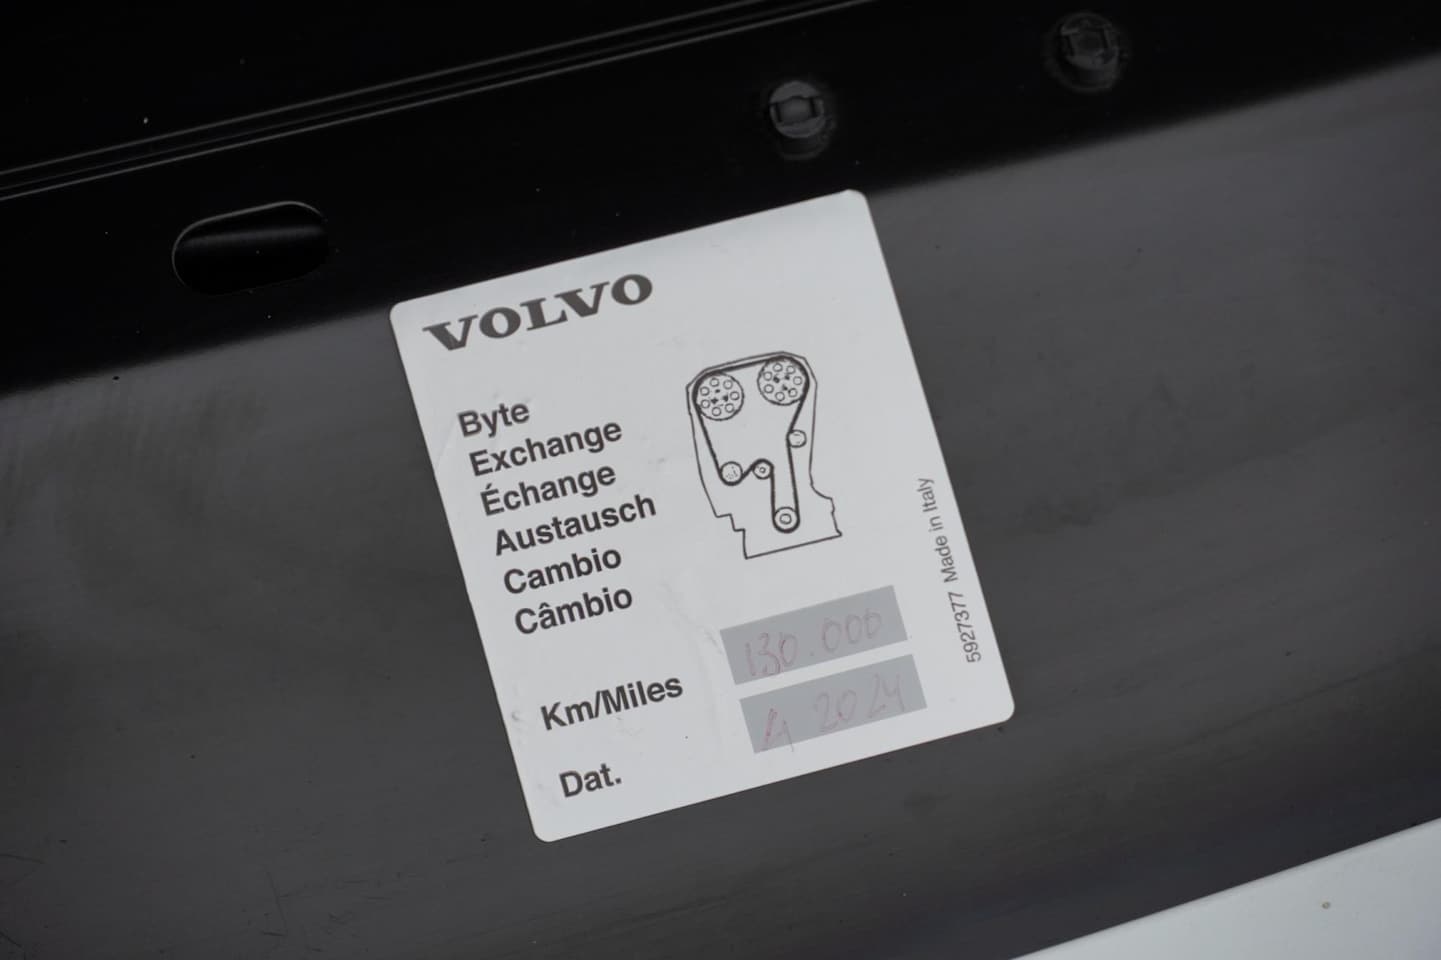 VOLVO
Byte
Exchange
Échange
Austausch
Cambio
Câmbio
Km/Miles
130.000
Dat.
4 2024
5927377 Made in Italy